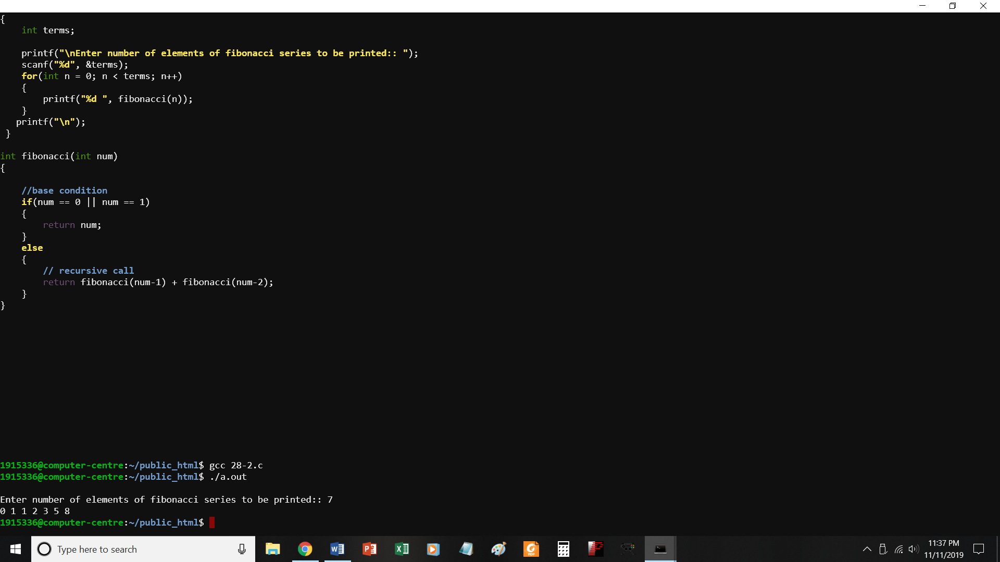 {
    int terms;

    printf("\nEnter number of elements of fibonacci series to be printed:: ");
    scanf("%d", &terms);
    for(int n = 0; n < terms; n++)
    {
        printf("%d ", fibonacci(n));
    }
   printf("\n");
 }

int fibonacci(int num)
{

    //base condition
    if(num == 0 || num == 1)
    {
        return num;
    }
    else
    {
        // recursive call
        return fibonacci(num-1) + fibonacci(num-2);
    }
}
1915336@computer-centre:~/public_html$ gcc 28-2.c
1915336@computer-centre:~/public_html$ ./a.out

Enter number of elements of fibonacci series to be printed:: 7
0 1 1 2 3 5 8
1915336@computer-centre:~/public_html$
Type here to search
11:37 PM
11/11/2019